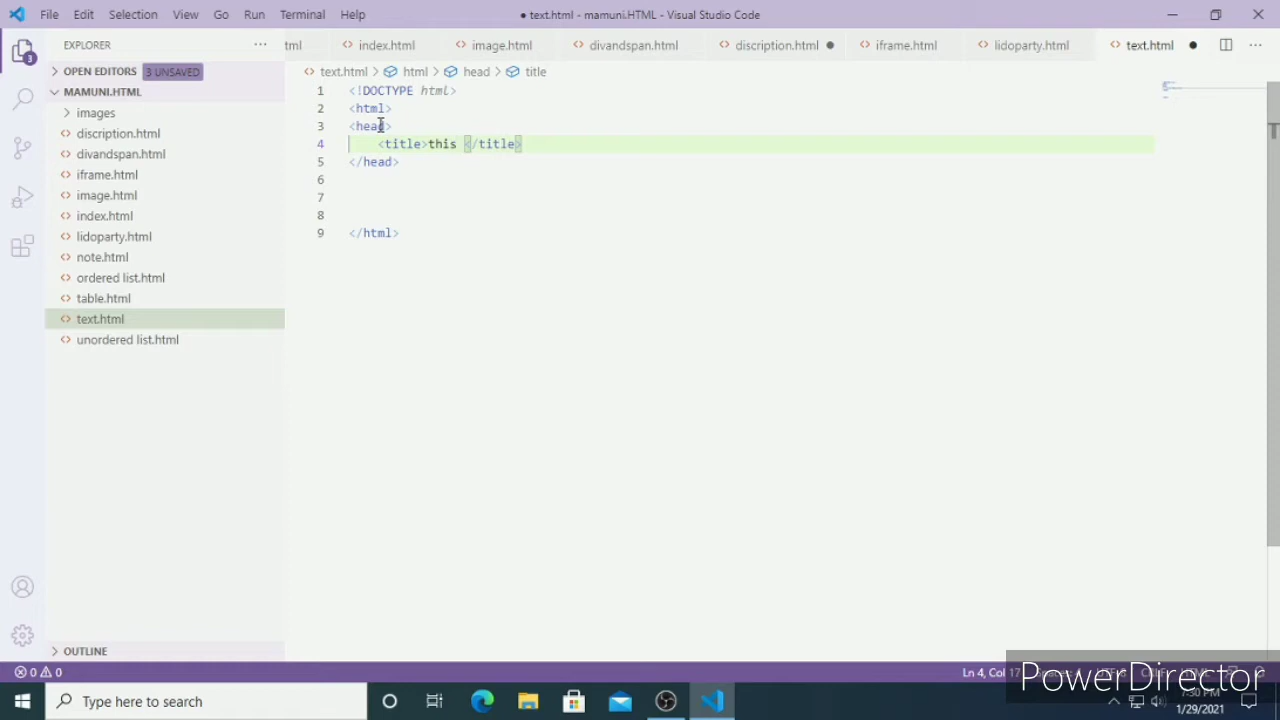 File Edit Selection View Go Run Terminal Help
● text.html - mamuni.HTML - Visual Studio Code
EXPLORER
tml index.html image.html divandspan.html discription.html iframe.html lidoparty.html text.html
OPEN EDITORS 3 UNSAVED
text.html > html > head > title
MAMUNI.HTML
images
discription.html
divandspan.html
iframe.html
image.html
index.html
lidoparty.html
note.html
ordered list.html
table.html
text.html
unordered list.html
1 <!DOCTYPE html>
2 <html>
3 <head>
4 <title>this </title>
5 </head>
6
7
8
9 </html>
OUTLINE
3
0 0
Ln 4, Col 17
PowerDirector
Type here to search
7:30 PM
1/29/2021